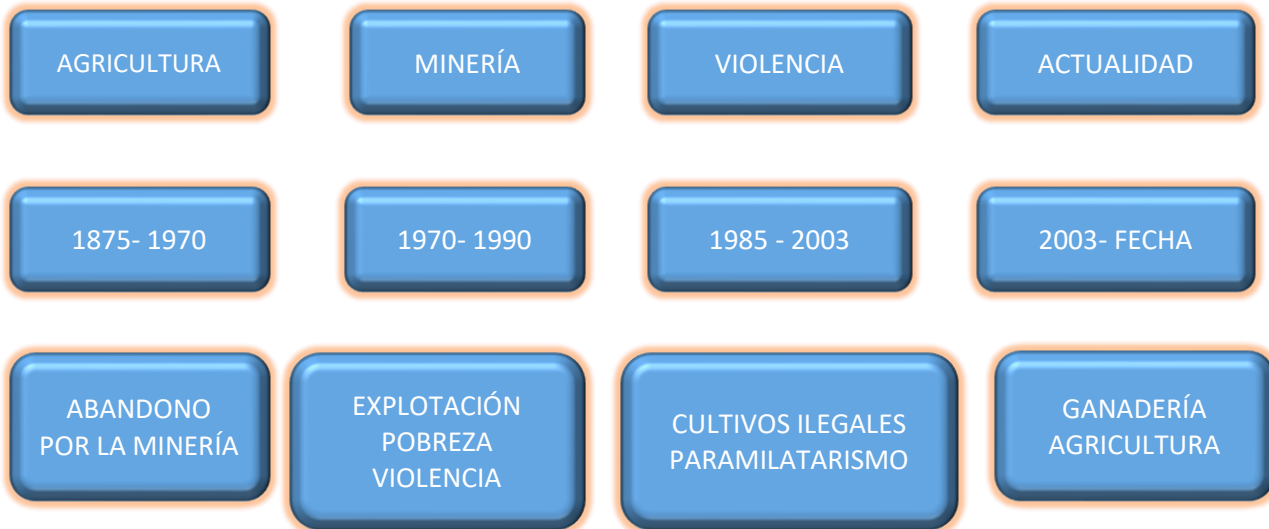 AGRICULTURA
MINERÍA
VIOLENCIA
ACTUALIDAD
1875- 1970
1970- 1990
1985 - 2003
2003- FECHA
ABANDONO
POR LA MINERÍA
EXPLOTACIÓN
POBREZA
VIOLENCIA
CULTIVOS ILEGALES
PARAMILATARISMO
GANADERÍA
AGRICULTURA